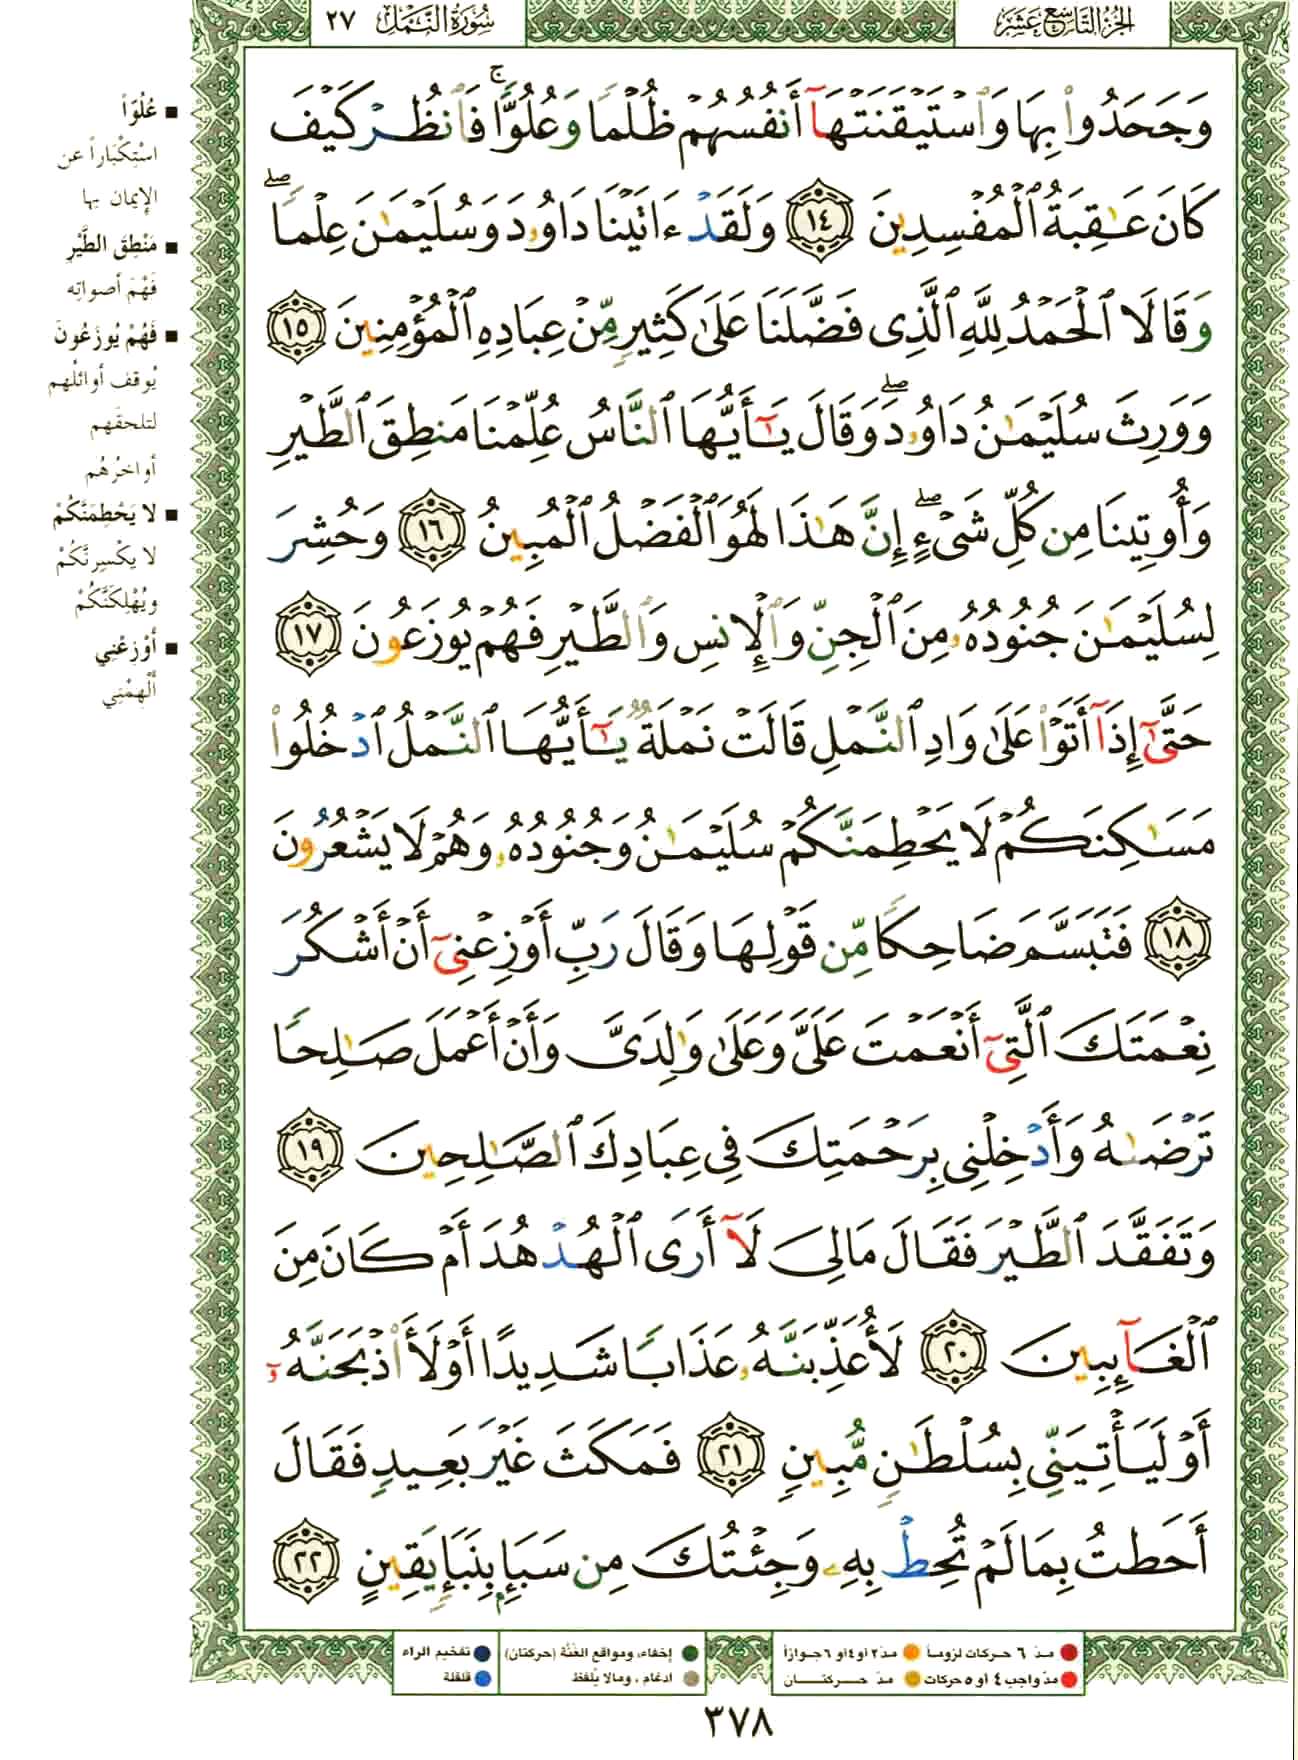 الجزء التاسع عشر
سورة النمل ٢٧
وَجَحَدُوا۟ بِهَا وَٱسْتَيْقَنَتْهَآ أَنفُسُهُمْ ظُلْمًا وَعُلُوًّا ۚ فَٱنظُرْ كَيْفَ
كَانَ عَـٰقِبَةُ ٱلْمُفْسِدِينَ ١٤ وَلَقَدْ ءَاتَيْنَا دَاوُۥدَ وَسُلَيْمَـٰنَ عِلْمًا ۖ
وَقَالَا ٱلْحَمْدُ لِلَّهِ ٱلَّذِى فَضَّلَنَا عَلَىٰ كَثِيرٍ مِّنْ عِبَادِهِ ٱلْمُؤْمِنِينَ ١٥
وَوَرِثَ سُلَيْمَـٰنُ دَاوُۥدَ ۖ وَقَالَ يَـٰٓأَيُّهَا ٱلنَّاسُ عُلِّمْنَا مَنطِقَ ٱلطَّيْرِ
وَأُوتِينَا مِن كُلِّ شَىْءٍ ۖ إِنَّ هَـٰذَا لَهُوَ ٱلْفَضْلُ ٱلْمُبِينُ ١٦ وَحُشِرَ
لِسُلَيْمَـٰنَ جُنُودُهُۥ مِنَ ٱلْجِنِّ وَٱلْإِنسِ وَٱلطَّيْرِ فَهُمْ يُوزَعُونَ ١٧
حَتَّىٰٓ إِذَآ أَتَوْا۟ عَلَىٰ وَادِ ٱلنَّمْلِ قَالَتْ نَمْلَةٌ يَـٰٓأَيُّهَا ٱلنَّمْلُ ٱدْخُلُوا۟
مَسَـٰكِنَكُمْ لَا يَحْطِمَنَّكُمْ سُلَيْمَـٰنُ وَجُنُودُهُۥ وَهُمْ لَا يَشْعُرُونَ
١٨ فَتَبَسَّمَ ضَاحِكًا مِّن قَوْلِهَا وَقَالَ رَبِّ أَوْزِعْنِىٓ أَنْ أَشْكُرَ
نِعْمَتَكَ ٱلَّتِىٓ أَنْعَمْتَ عَلَىَّ وَعَلَىٰ وَٰلِدَىَّ وَأَنْ أَعْمَلَ صَـٰلِحًا
تَرْضَىٰهُ وَأَدْخِلْنِى بِرَحْمَتِكَ فِى عِبَادِكَ ٱلصَّـٰلِحِينَ ١٩
وَتَفَقَّدَ ٱلطَّيْرَ فَقَالَ مَالِىَ لَآ أَرَى ٱلْهُدْهُدَ أَمْ كَانَ مِنَ
ٱلْغَآئِبِينَ ٢٠ لَأُعَذِّبَنَّهُۥ عَذَابًا شَدِيدًا أَوْ لَأَا۟ذْبَحَنَّهُۥٓ
أَوْ لَيَأْتِيَنِّى بِسُلْطَـٰنٍ مُّبِينٍ ٢١ فَمَكَثَ غَيْرَ بَعِيدٍ فَقَالَ
أَحَطتُ بِمَا لَمْ تُحِطْ بِهِۦ وَجِئْتُكَ مِن سَبَإٍۭ بِنَبَإٍ يَقِينٍ ٢٢
■ عُلُوّاً
اسْتِكْبَاراً عن
الإيمان بها
■ مَنْطِقَ الطَّيْرِ
فَهْمَ أصواتِه
■ فَهُمْ يُوزَعُونَ
يُوقف أوائلُهم
لتلحقَهم
أواخرُهُم
■ لا يَحْطِمَنَّكُمْ
لا يكْسِرنَّكُمْ
ويُهْلِكَنَّكُمْ
■ أَوْزِعْنِي
أَلْهِمْنِي
مدّ ٦ حركات لزوماً
مدّ ٢ أو ٤ أو ٦ جوازاً
مدّ واجب ٤ أو ٥ حركات
مدّ حركتان
إخفاء، ومواقع الغُنَّة (حركتان)
ادغام، ومالا يُلفظ
تفخيم الراء
قلقلة
٣٧٨